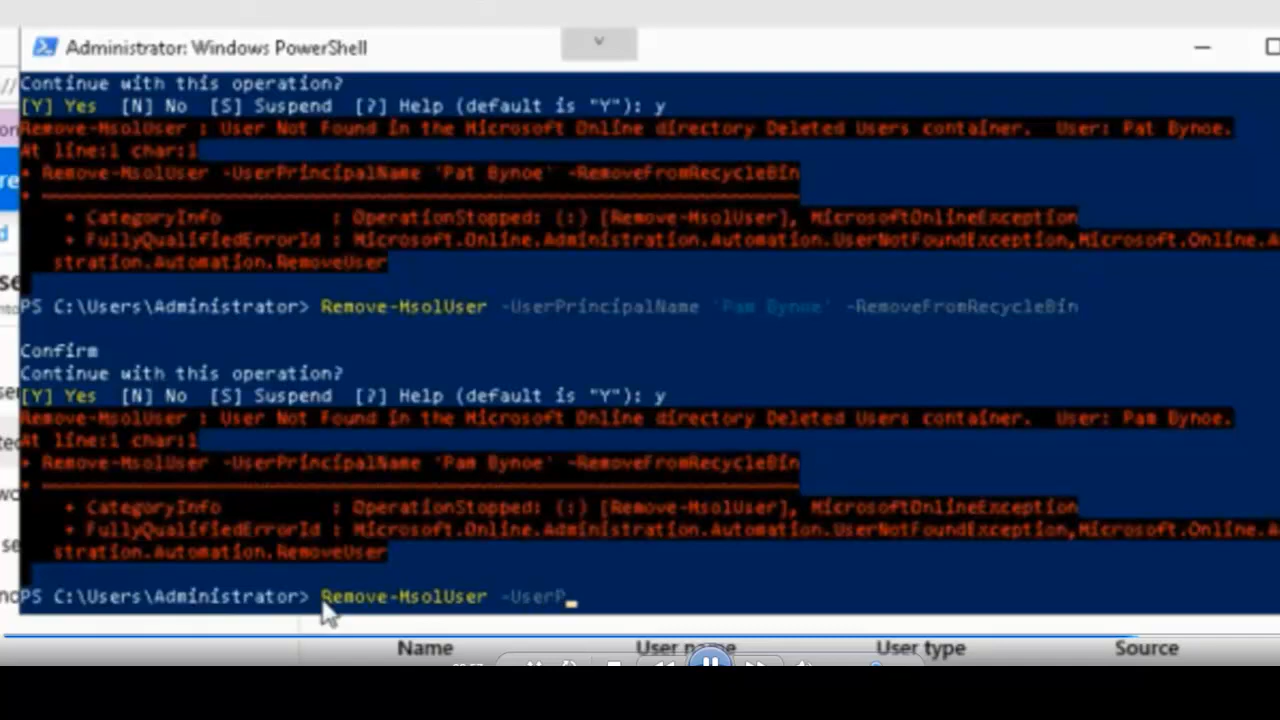 Administrator: Windows PowerShell
Continue with this operation?
[Y] Yes  [N] No  [S] Suspend  [?] Help (default is "Y"): y
Remove-MsolUser : User Not Found in the Microsoft Online directory Deleted Users container.  User: Pat Bynoe.
At line:1 char:1
+ Remove-MsolUser -UserPrincipalName 'Pat Bynoe' -RemoveFromRecycleBin
+ CategoryInfo          : OperationStopped: (:) [Remove-MsolUser], MicrosoftOnlineException
+ FullyQualifiedErrorId : Microsoft.Online.Administration.Automation.UserNotFoundException,Microsoft.Online.A
stration.Automation.RemoveUser
PS C:\Users\Administrator> Remove-MsolUser -UserPrincipalName 'Pam Bynoe' -RemoveFromRecycleBin
Confirm
Continue with this operation?
[Y] Yes  [N] No  [S] Suspend  [?] Help (default is "Y"): y
Remove-MsolUser : User Not Found in the Microsoft Online directory Deleted Users container.  User: Pam Bynoe.
At line:1 char:1
+ Remove-MsolUser -UserPrincipalName 'Pam Bynoe' -RemoveFromRecycleBin
+ CategoryInfo          : OperationStopped: (:) [Remove-MsolUser], MicrosoftOnlineException
+ FullyQualifiedErrorId : Microsoft.Online.Administration.Automation.UserNotFoundException,Microsoft.Online.A
stration.Automation.RemoveUser
PS C:\Users\Administrator> Remove-MsolUser -UserP
Name User name User type Source